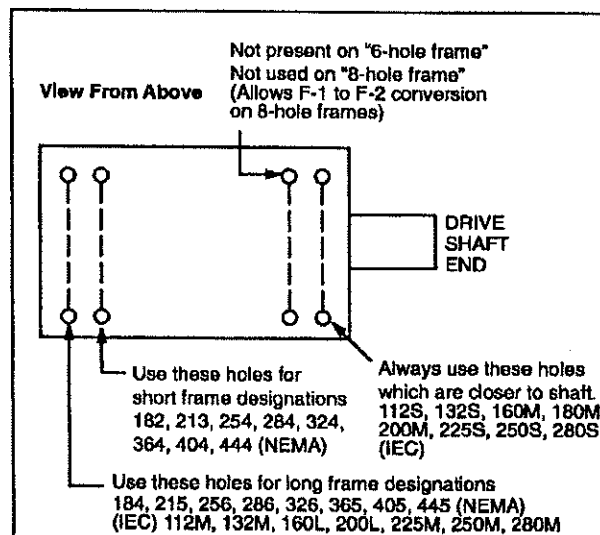 Not present on "6-hole frame"
Not used on "8-hole frame"
View From Above
(Allows F-1 to F-2 conversion
on 8-hole frames)
DRIVE
SHAFT
END
Use these holes for
short frame designations
182, 213, 254, 284, 324,
364, 404, 444 (NEMA)
Always use these holes
which are closer to shaft.
112S, 132S, 160M, 180M
200M, 225S, 250S, 280S
(IEC)
Use these holes for long frame designations
184, 215, 256, 286, 326, 365, 405, 445 (NEMA)
(IEC) 112M, 132M, 160L, 200L, 225M, 250M, 280M